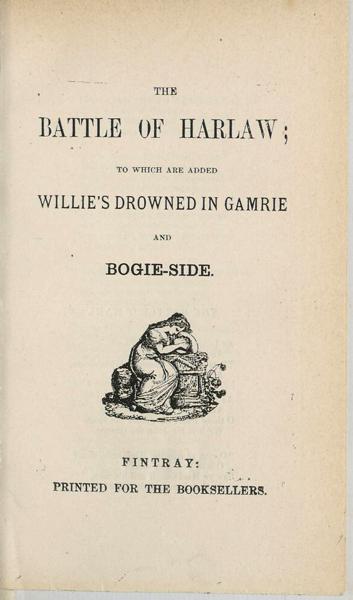 THE
BATTLE OF HARLAW;
TO WHICH ARE ADDED
WILLIE'S DROWNED IN GAMRIE
AND
BOGIE-SIDE.
FINTRAY:
PRINTED FOR THE BOOKSELLERS.